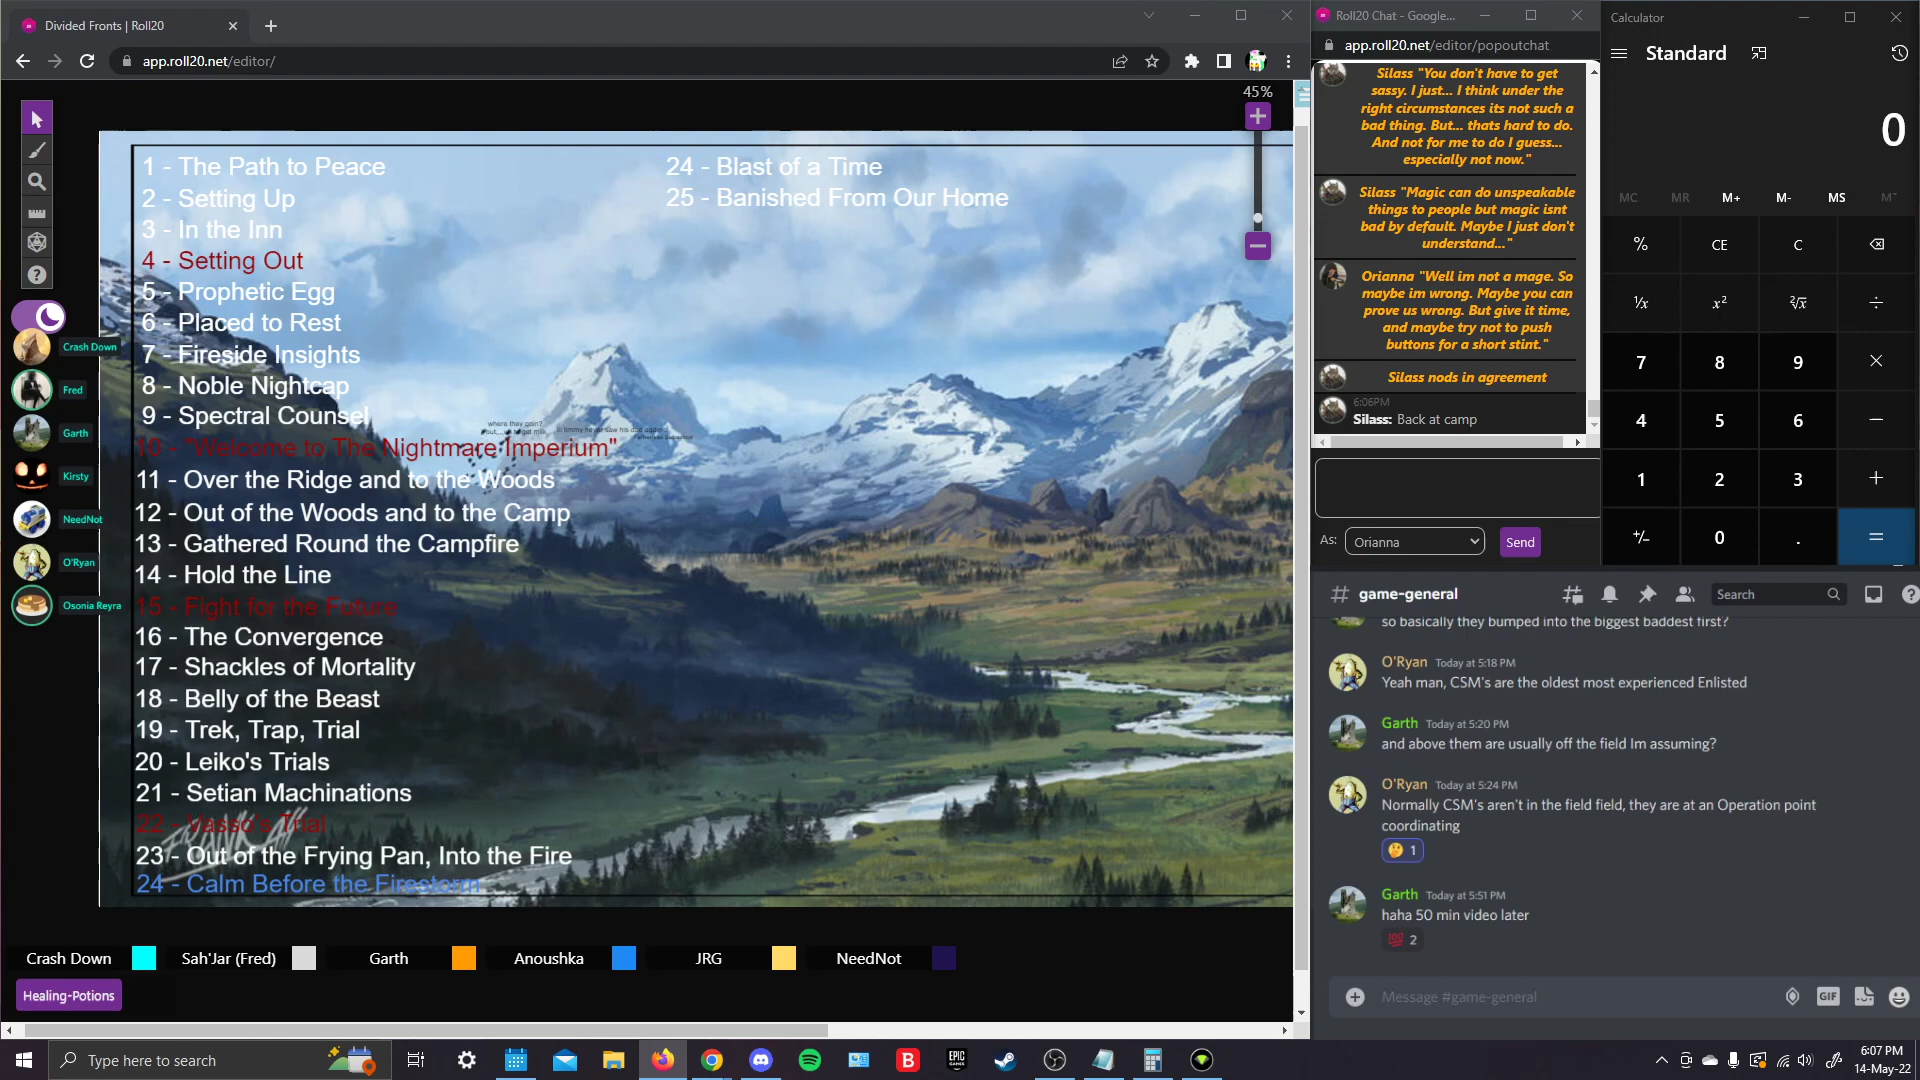 Divided Fronts | Roll20
app.roll20.net/editor/
45%
1 - The Path to Peace
2 - Setting Up
3 - In the Inn
4 - Setting Out
5 - Prophetic Egg
6 - Placed to Rest
7 - Fireside Insights
8 - Noble Nightcap
9 - Spectral Counsel
10 - "Welcome to The Nightmare Imperium"
11 - Over the Ridge and to the Woods
12 - Out of the Woods and to the Camp
13 - Gathered Round the Campfire
14 - Hold the Line
15 - Fight for the Future
16 - The Convergence
17 - Shackles of Mortality
18 - Belly of the Beast
19 - Trek, Trap, Trial
20 - Leiko's Trials
21 - Setian Machinations
22 - Vasso's Trial
23 - Out of the Frying Pan, Into the Fire
24 - Calm Before the Firestorm
24 - Blast of a Time
25 - Banished From Our Home
where they goin?
Crash Down
Fred
Garth
Kirsty
NeedNot
O'Ryan
Osonia Reyra
Crash Down
Sah'Jar (Fred)
Garth
Anoushka
JRG
NeedNot
Healing-Potions
Roll20 Chat - Google...
app.roll20.net/editor/popoutchat
Silass "You don't have to get
sassy. I just... I think under the
right circumstances its not such a
bad thing. But... thats hard to do.
And not for me to do I guess...
especially not now."
Silass "Magic can do unspeakable
things to people but magic isnt
bad by default. Maybe I just don't
understand..."
Orianna "Well im not a mage. So
maybe im wrong. Maybe you can
prove us wrong. But give it time,
and maybe try not to push
buttons for a short stint."
Silass nods in agreement
6:06PM
Silass: Back at camp
As:
Orianna
Send
Calculator
Standard
0
MC MR M+ M- MS M˅
% CE C
¹/x x² ²√x ÷
7 8 9 ×
4 5 6 −
1 2 3 +
+/- 0 . =
# game-general
Search
so basically they bumped into the biggest baddest first?
O'Ryan Today at 5:18 PM
Yeah man, CSM's are the oldest most experienced Enlisted
Garth Today at 5:20 PM
and above them are usually off the field Im assuming?
O'Ryan Today at 5:24 PM
Normally CSM's aren't in the field field, they are at an Operation point
coordinating
🤔 1
Garth Today at 5:51 PM
haha 50 min video later
💯 2
Message #game-general
GIF
Type here to search
EPIC
GAMES
6:07 PM
14-May-22